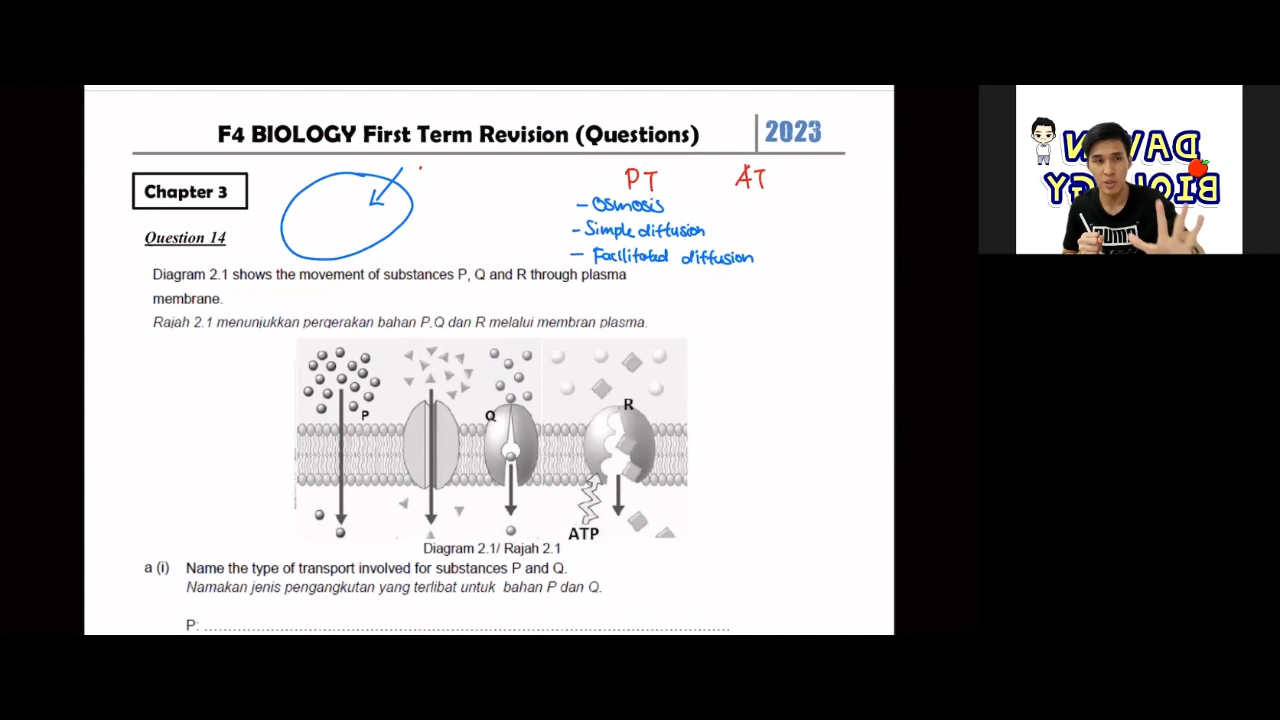 F4 BIOLOGY First Term Revision (Questions) 2023
Chapter 3
PT AT
- Osmosis
- Simple diffusion
- Facilitated diffusion
Question 14
Diagram 2.1 shows the movement of substances P, Q and R through plasma
membrane.
Rajah 2.1 menunjukkan pergerakan bahan P,Q dan R melalui membran plasma.
P
Q
R
ATP
Diagram 2.1/ Rajah 2.1
a (i) Name the type of transport involved for substances P and Q.
Namakan jenis pengangkutan yang terlibat untuk bahan P dan Q.
P: ........................................................................
BIOLOGY
PUMA